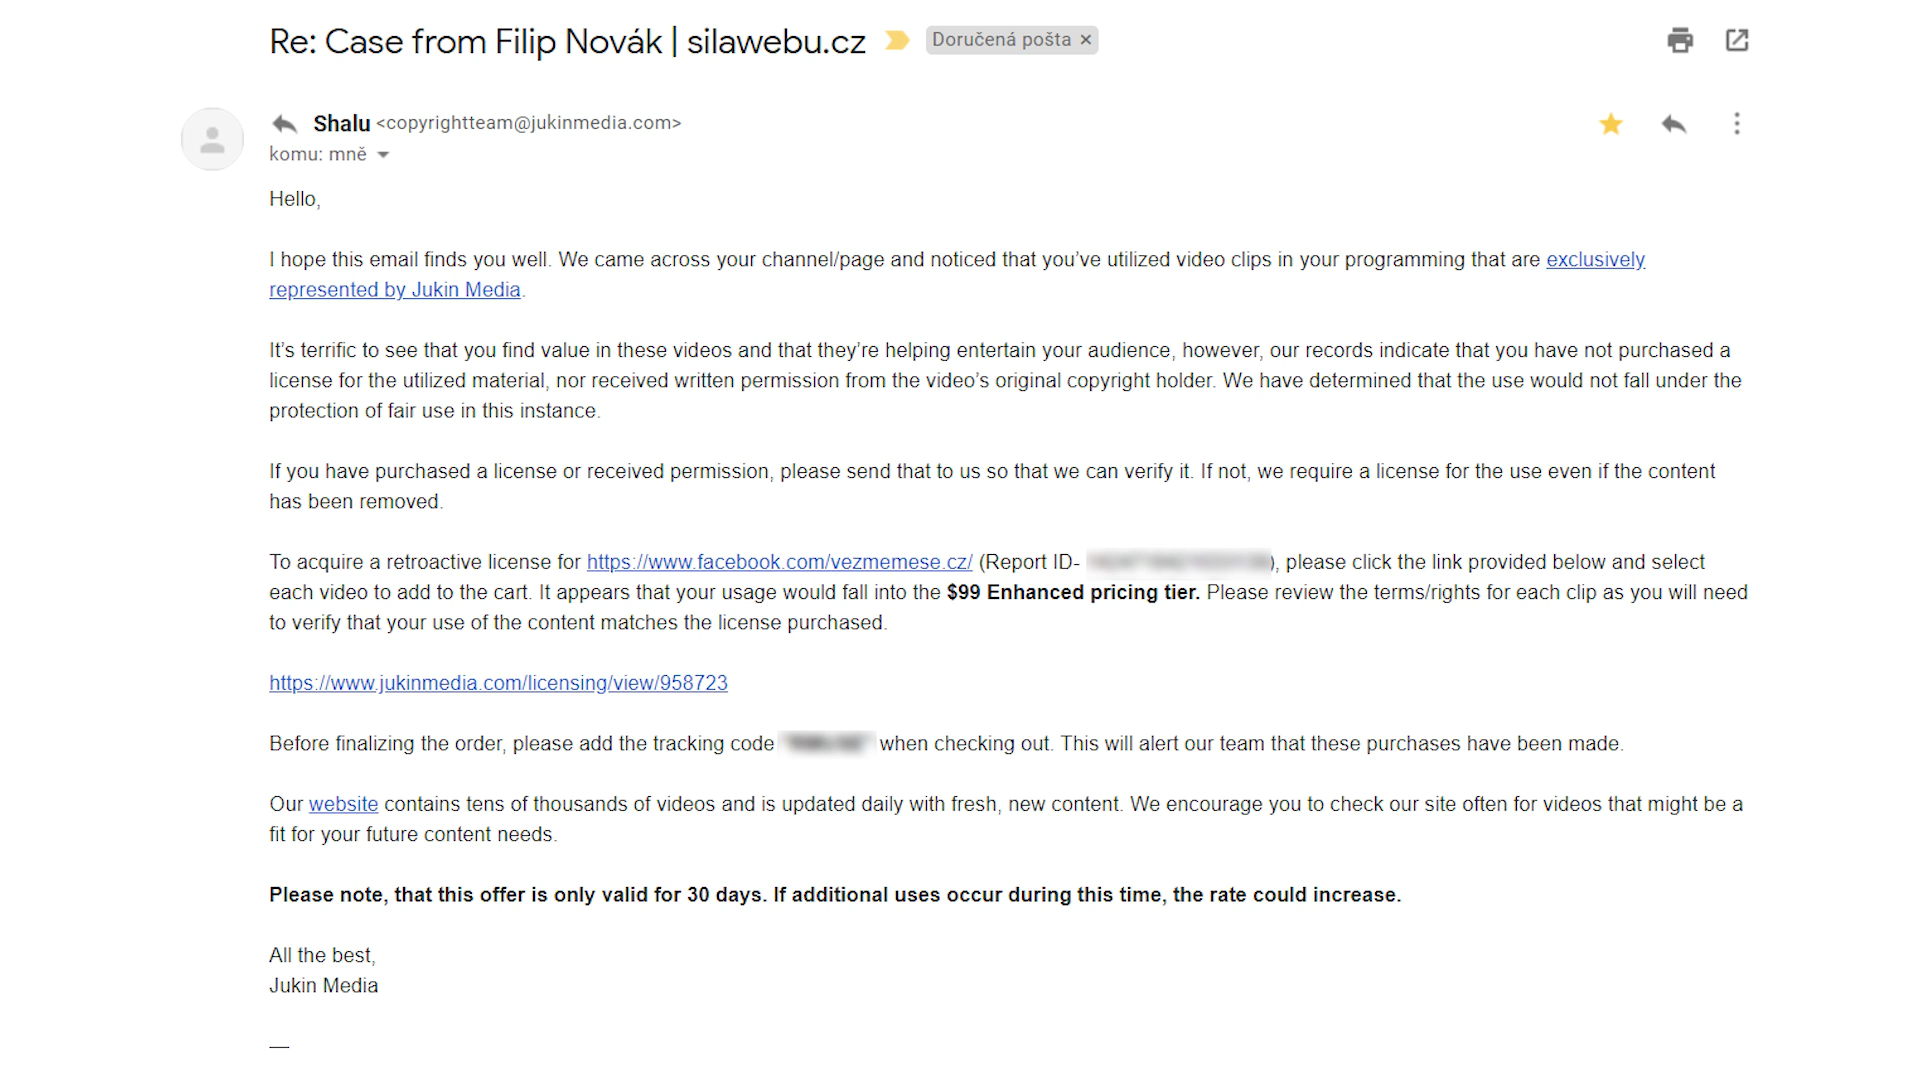 Re: Case from Filip Novák | silawebu.cz
Doručená pošta ×
Shalu <copyrightteam@jukinmedia.com>
komu: mně
Hello,
I hope this email finds you well. We came across your channel/page and noticed that you’ve utilized video clips in your programming that are exclusively
represented by Jukin Media.
It’s terrific to see that you find value in these videos and that they’re helping entertain your audience, however, our records indicate that you have not purchased a
license for the utilized material, nor received written permission from the video’s original copyright holder. We have determined that the use would not fall under the
protection of fair use in this instance.
If you have purchased a license or received permission, please send that to us so that we can verify it. If not, we require a license for the use even if the content
has been removed.
To acquire a retroactive license for https://www.facebook.com/vezmemese.cz/ (Report ID- ), please click the link provided below and select
each video to add to the cart. It appears that your usage would fall into the $99 Enhanced pricing tier. Please review the terms/rights for each clip as you will need
to verify that your use of the content matches the license purchased.
https://www.jukinmedia.com/licensing/view/958723
Before finalizing the order, please add the tracking code when checking out. This will alert our team that these purchases have been made.
Our website contains tens of thousands of videos and is updated daily with fresh, new content. We encourage you to check our site often for videos that might be a
fit for your future content needs.
Please note, that this offer is only valid for 30 days. If additional uses occur during this time, the rate could increase.
All the best,
Jukin Media
—